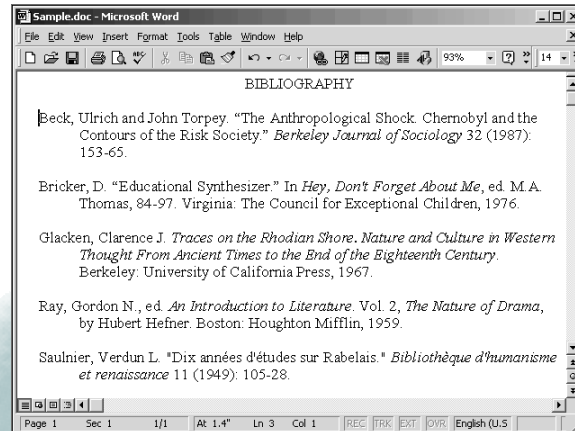 Sample.doc - Microsoft Word
File Edit View Insert Format Tools Table Window Help
93% 14
BIBLIOGRAPHY
Beck, Ulrich and John Torpey. “The Anthropological Shock. Chernobyl and the
Contours of the Risk Society.” Berkeley Journal of Sociology 32 (1987):
153-65.
Bricker, D. “Educational Synthesizer.” In Hey, Don't Forget About Me, ed. M.A.
Thomas, 84-97. Virginia: The Council for Exceptional Children, 1976.
Glacken, Clarence J. Traces on the Rhodian Shore. Nature and Culture in Western
Thought From Ancient Times to the End of the Eighteenth Century.
Berkeley: University of California Press, 1967.
Ray, Gordon N., ed. An Introduction to Literature. Vol. 2, The Nature of Drama,
by Hubert Hefner. Boston: Houghton Mifflin, 1959.
Saulnier, Verdun L. "Dix années d'études sur Rabelais." Bibliothèque d'humanisme
et renaissance 11 (1949): 105-28.
Page 1 Sec 1 1/1 At 1.4" Ln 3 Col 1 REC TRK EXT OVR English (U.S